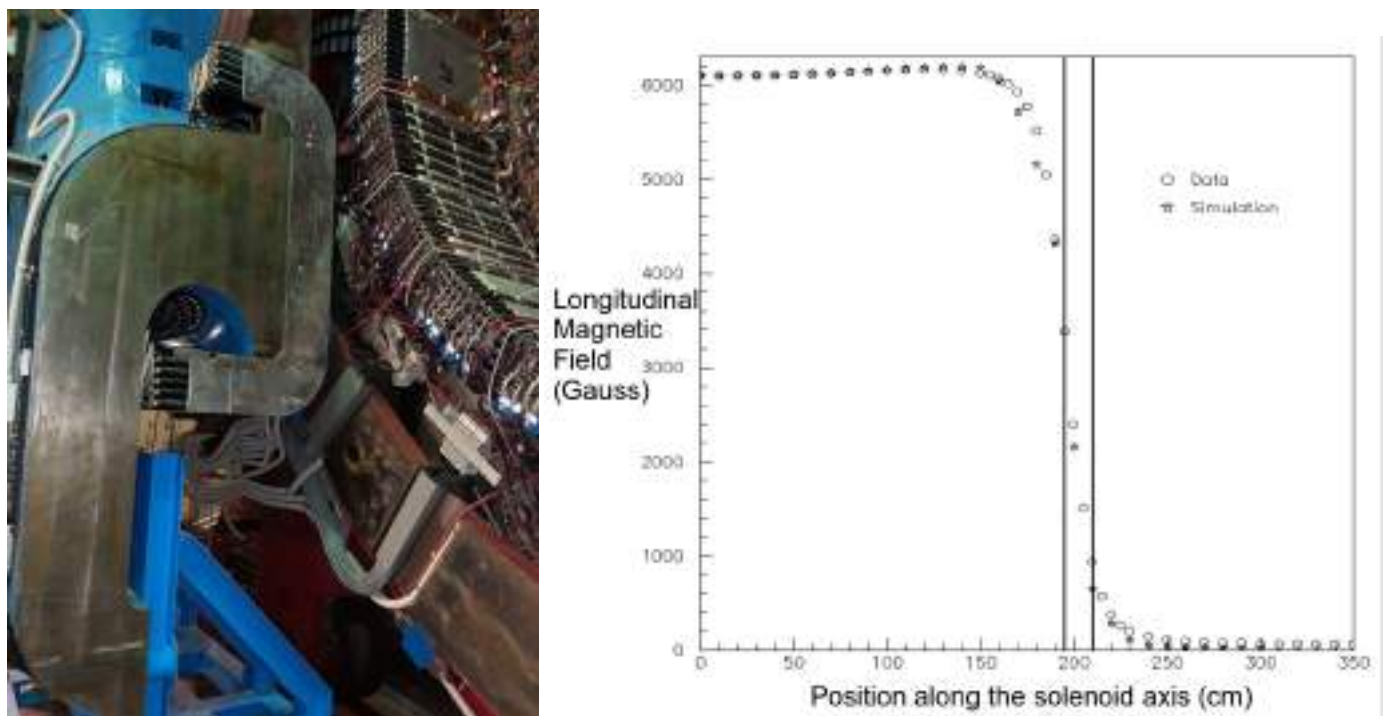 6000
5000
4000
3000
2000
1000
0
Longitudinal
Magnetic
Field
(Gauss)
Data
Simulation
0 50 100 150 200 250 300 350
Position along the solenoid axis (cm)